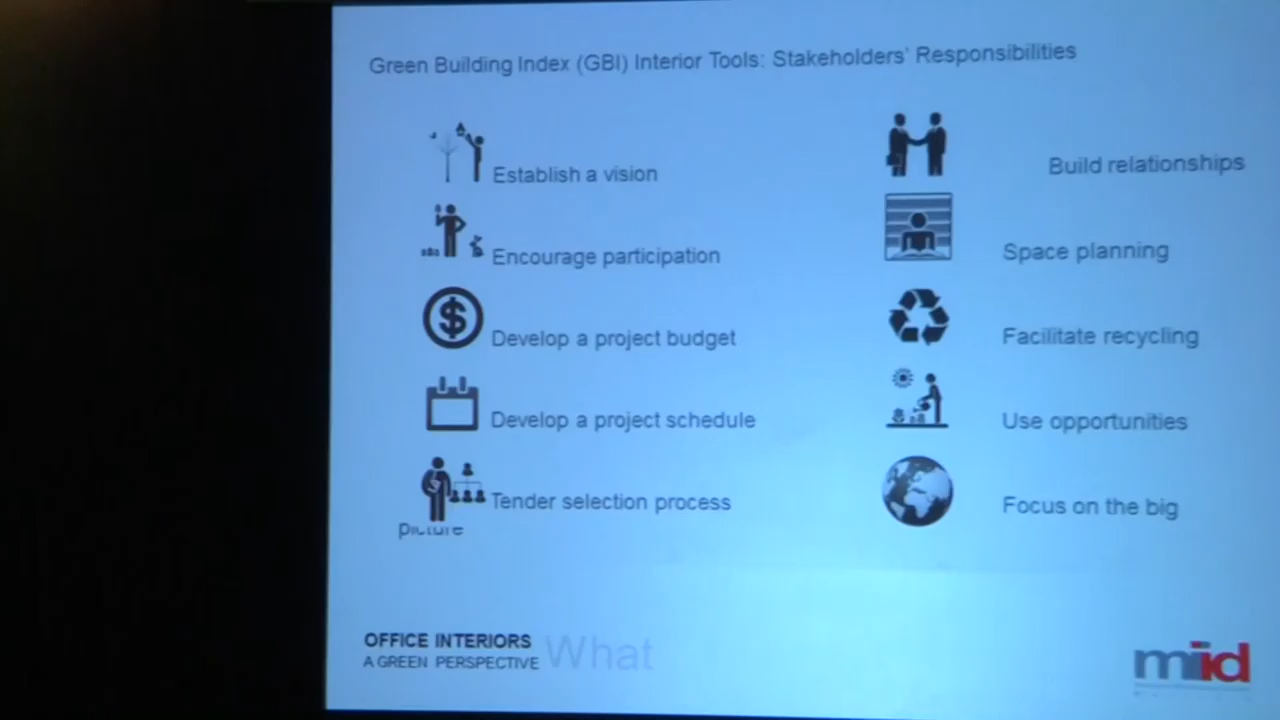 Green Building Index (GBI) Interior Tools: Stakeholders' Responsibilities
Establish a vision
Build relationships
Encourage participation
Space planning
Develop a project budget
Facilitate recycling
Develop a project schedule
Use opportunities
Tender selection process
Focus on the big
picture
OFFICE INTERIORS
A GREEN PERSPECTIVE
What
miid